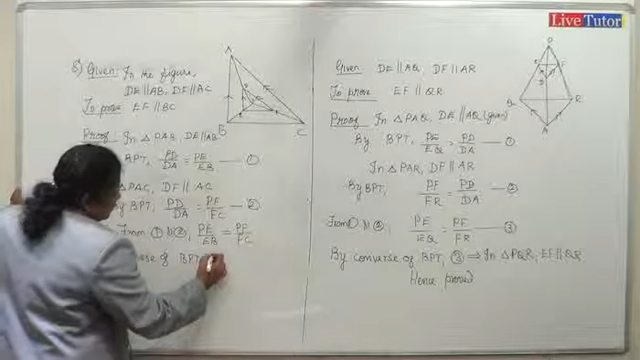 LiveTutor
8) Given: In the figure,
DE∥AB, DF∥AC
To prove EF∥BC
Proof: In △PAB, DE∥AB
BPT, PD/DA = PE/EB — ①
△PAC, DF∥AC
By BPT, PD/DA = PF/FC — ②
From ① & ②, PE/EB = PF/FC
of BPT
A
B
C
Given: DE∥AQ, DF∥AR
To prove EF∥QR
Proof: In △PAQ, DE∥AQ (given)
By BPT, PE/EQ = PD/DA — ①
In △PAR, DF∥AR
By BPT, PF/FR = PD/DA — ②
From ① & ②, PE/EQ = PF/FR — ③
By converse of BPT, ③ ⇒ In △PQR, EF∥QR
Hence proved
F
D
Q
R
A